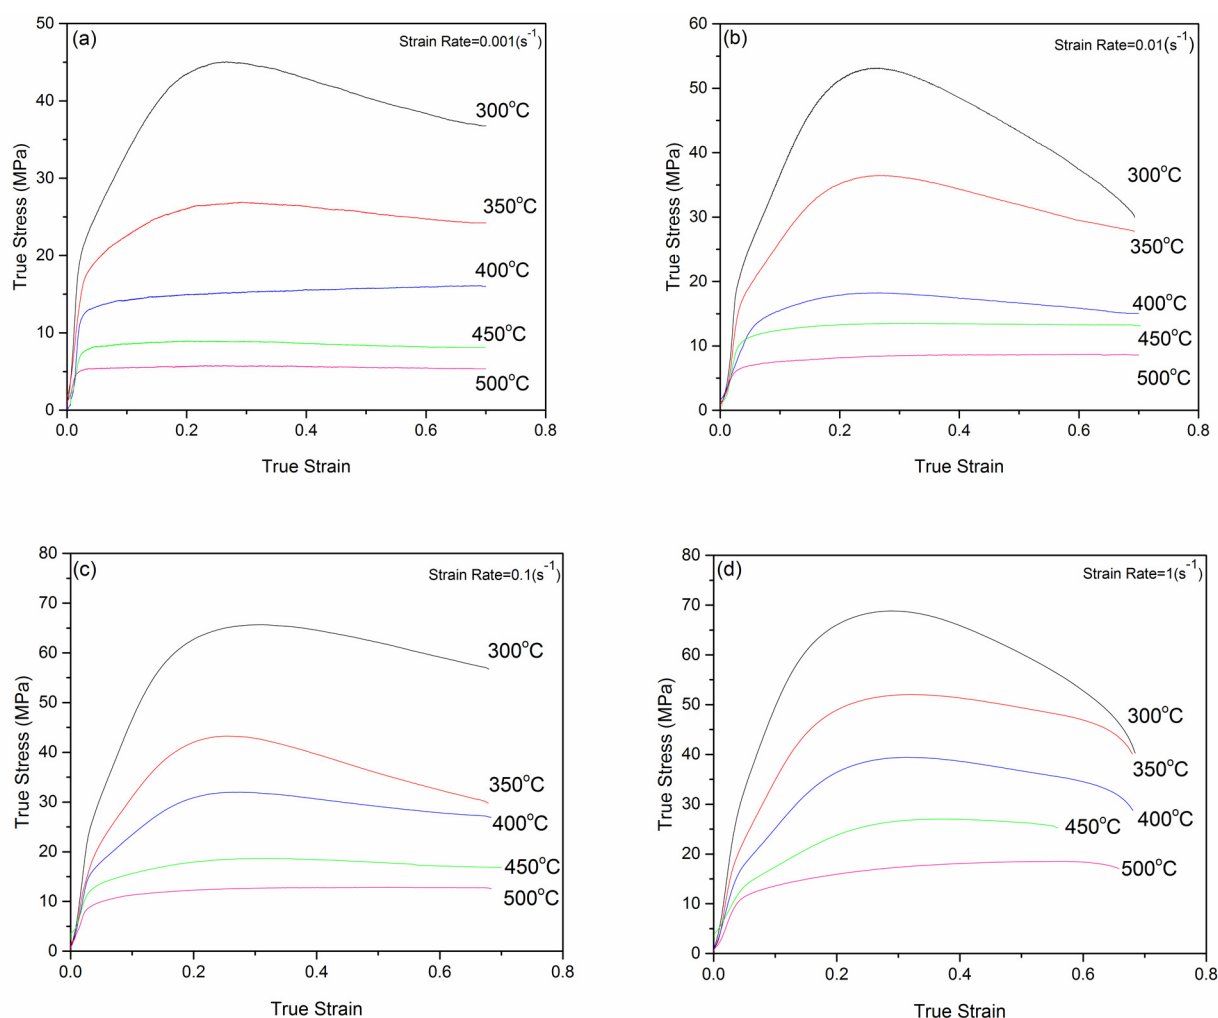 (a)
Strain Rate=0.001(s⁻¹)
50
40
30
20
10
0
True Stress (MPa)
300°C
350°C
400°C
450°C
500°C
0.0 0.2 0.4 0.6 0.8
True Strain
(b)
Strain Rate=0.01(s⁻¹)
60
50
40
30
20
10
0
True Stress (MPa)
300°C
350°C
400°C
450°C
500°C
0.0 0.2 0.4 0.6 0.8
True Strain
(c)
Strain Rate=0.1(s⁻¹)
80
70
60
50
40
30
20
10
0
True Stress (MPa)
300°C
350°C
400°C
450°C
500°C
0.0 0.2 0.4 0.6 0.8
True Strain
(d)
Strain Rate=1(s⁻¹)
80
70
60
50
40
30
20
10
0
True Stress (MPa)
300°C
350°C
400°C
450°C
500°C
0.0 0.2 0.4 0.6 0.8
True Strain